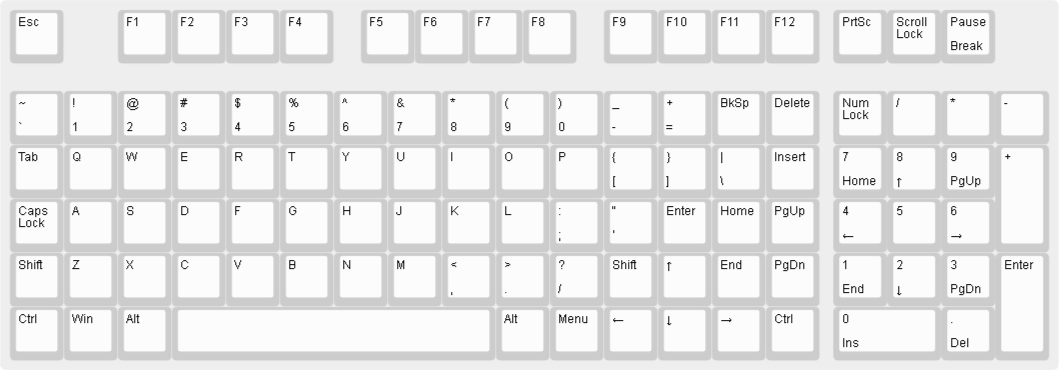 Esc F1 F2 F3 F4 F5 F6 F7 F8 F9 F10 F11 F12 PrtSc Scroll Lock Pause Break
~ ` ! 1 @ 2 # 3 $ 4 % 5 ^ 6 & 7 * 8 ( 9 ) 0 _ - + = BkSp Delete Num Lock / * -
Tab Q W E R T Y U I O P { [ } ] | \ Insert 7 Home 8 ↑ 9 PgUp +
Caps Lock A S D F G H J K L : ; " ' Enter Home PgUp 4 ← 5 6 →
Shift Z X C V B N M < , > . ? / Shift ↑ End PgDn 1 End 2 ↓ 3 PgDn Enter
Ctrl Win Alt Alt Menu ← ↓ → Ctrl 0 Ins . Del